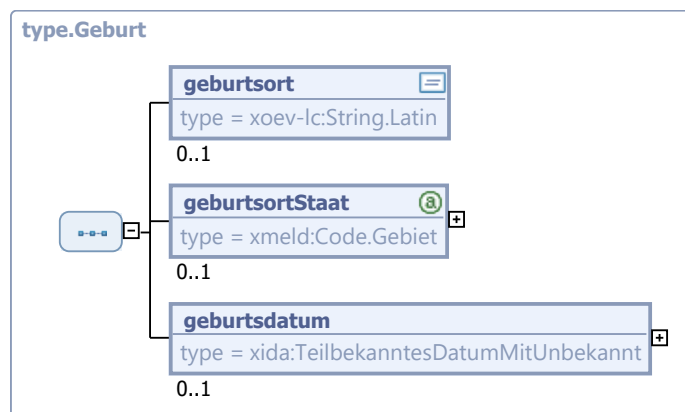 type.Geburt
geburtsort
type = xoev-lc:String.Latin
0..1
geburtsortStaat
type = xmeld:Code.Gebiet
0..1
geburtsdatum
type = xida:TeilbekanntesDatumMitUnbekannt
0..1